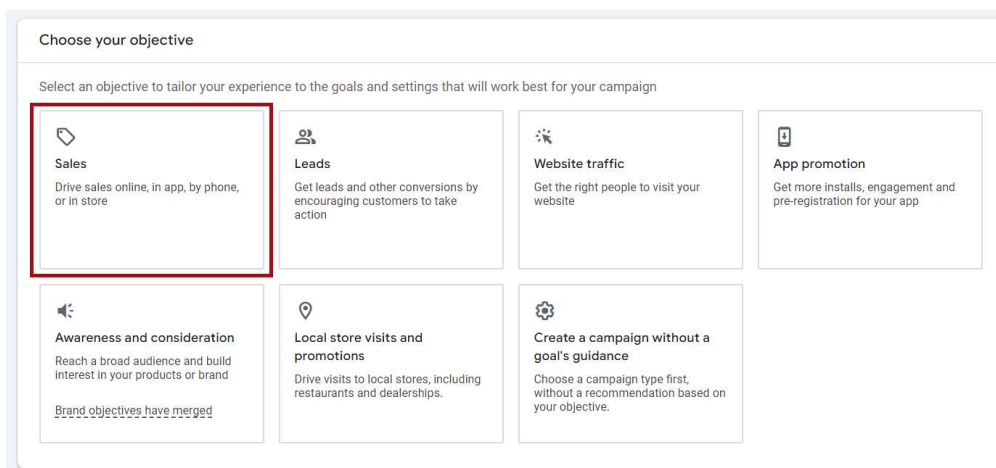 Choose your objective
Select an objective to tailor your experience to the goals and settings that will work best for your campaign
Sales
Drive sales online, in app, by phone,
or in store
Leads
Get leads and other conversions by
encouraging customers to take
action
Website traffic
Get the right people to visit your
website
App promotion
Get more installs, engagement and
pre-registration for your app
Awareness and consideration
Reach a broad audience and build
interest in your products or brand
Brand objectives have merged
Local store visits and
promotions
Drive visits to local stores, including
restaurants and dealerships.
Create a campaign without a
goal's guidance
Choose a campaign type first,
without a recommendation based on
your objective.